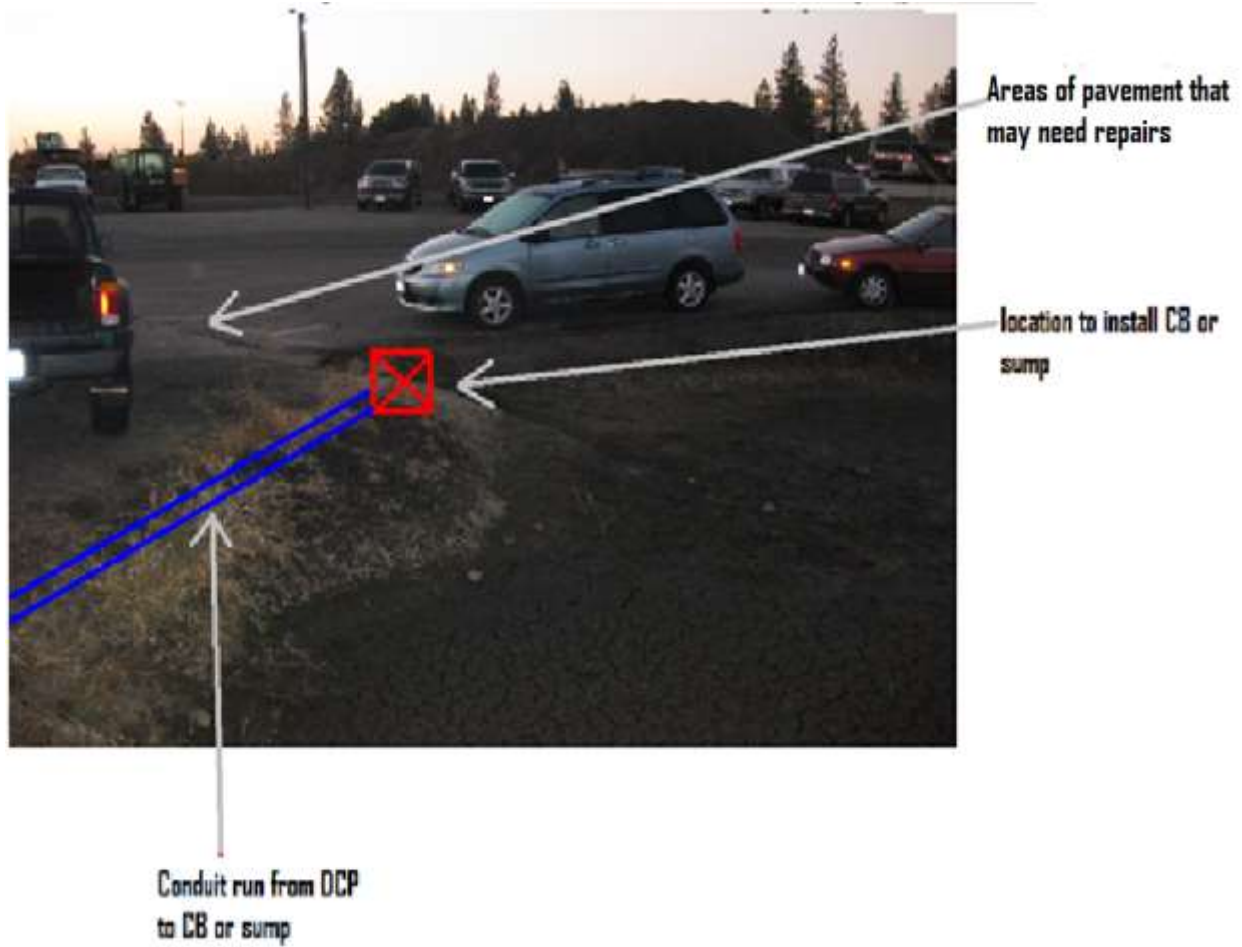 Areas of pavement that
may need repairs
location to install CB or
sump
Conduit run from OCP
to CB or sump